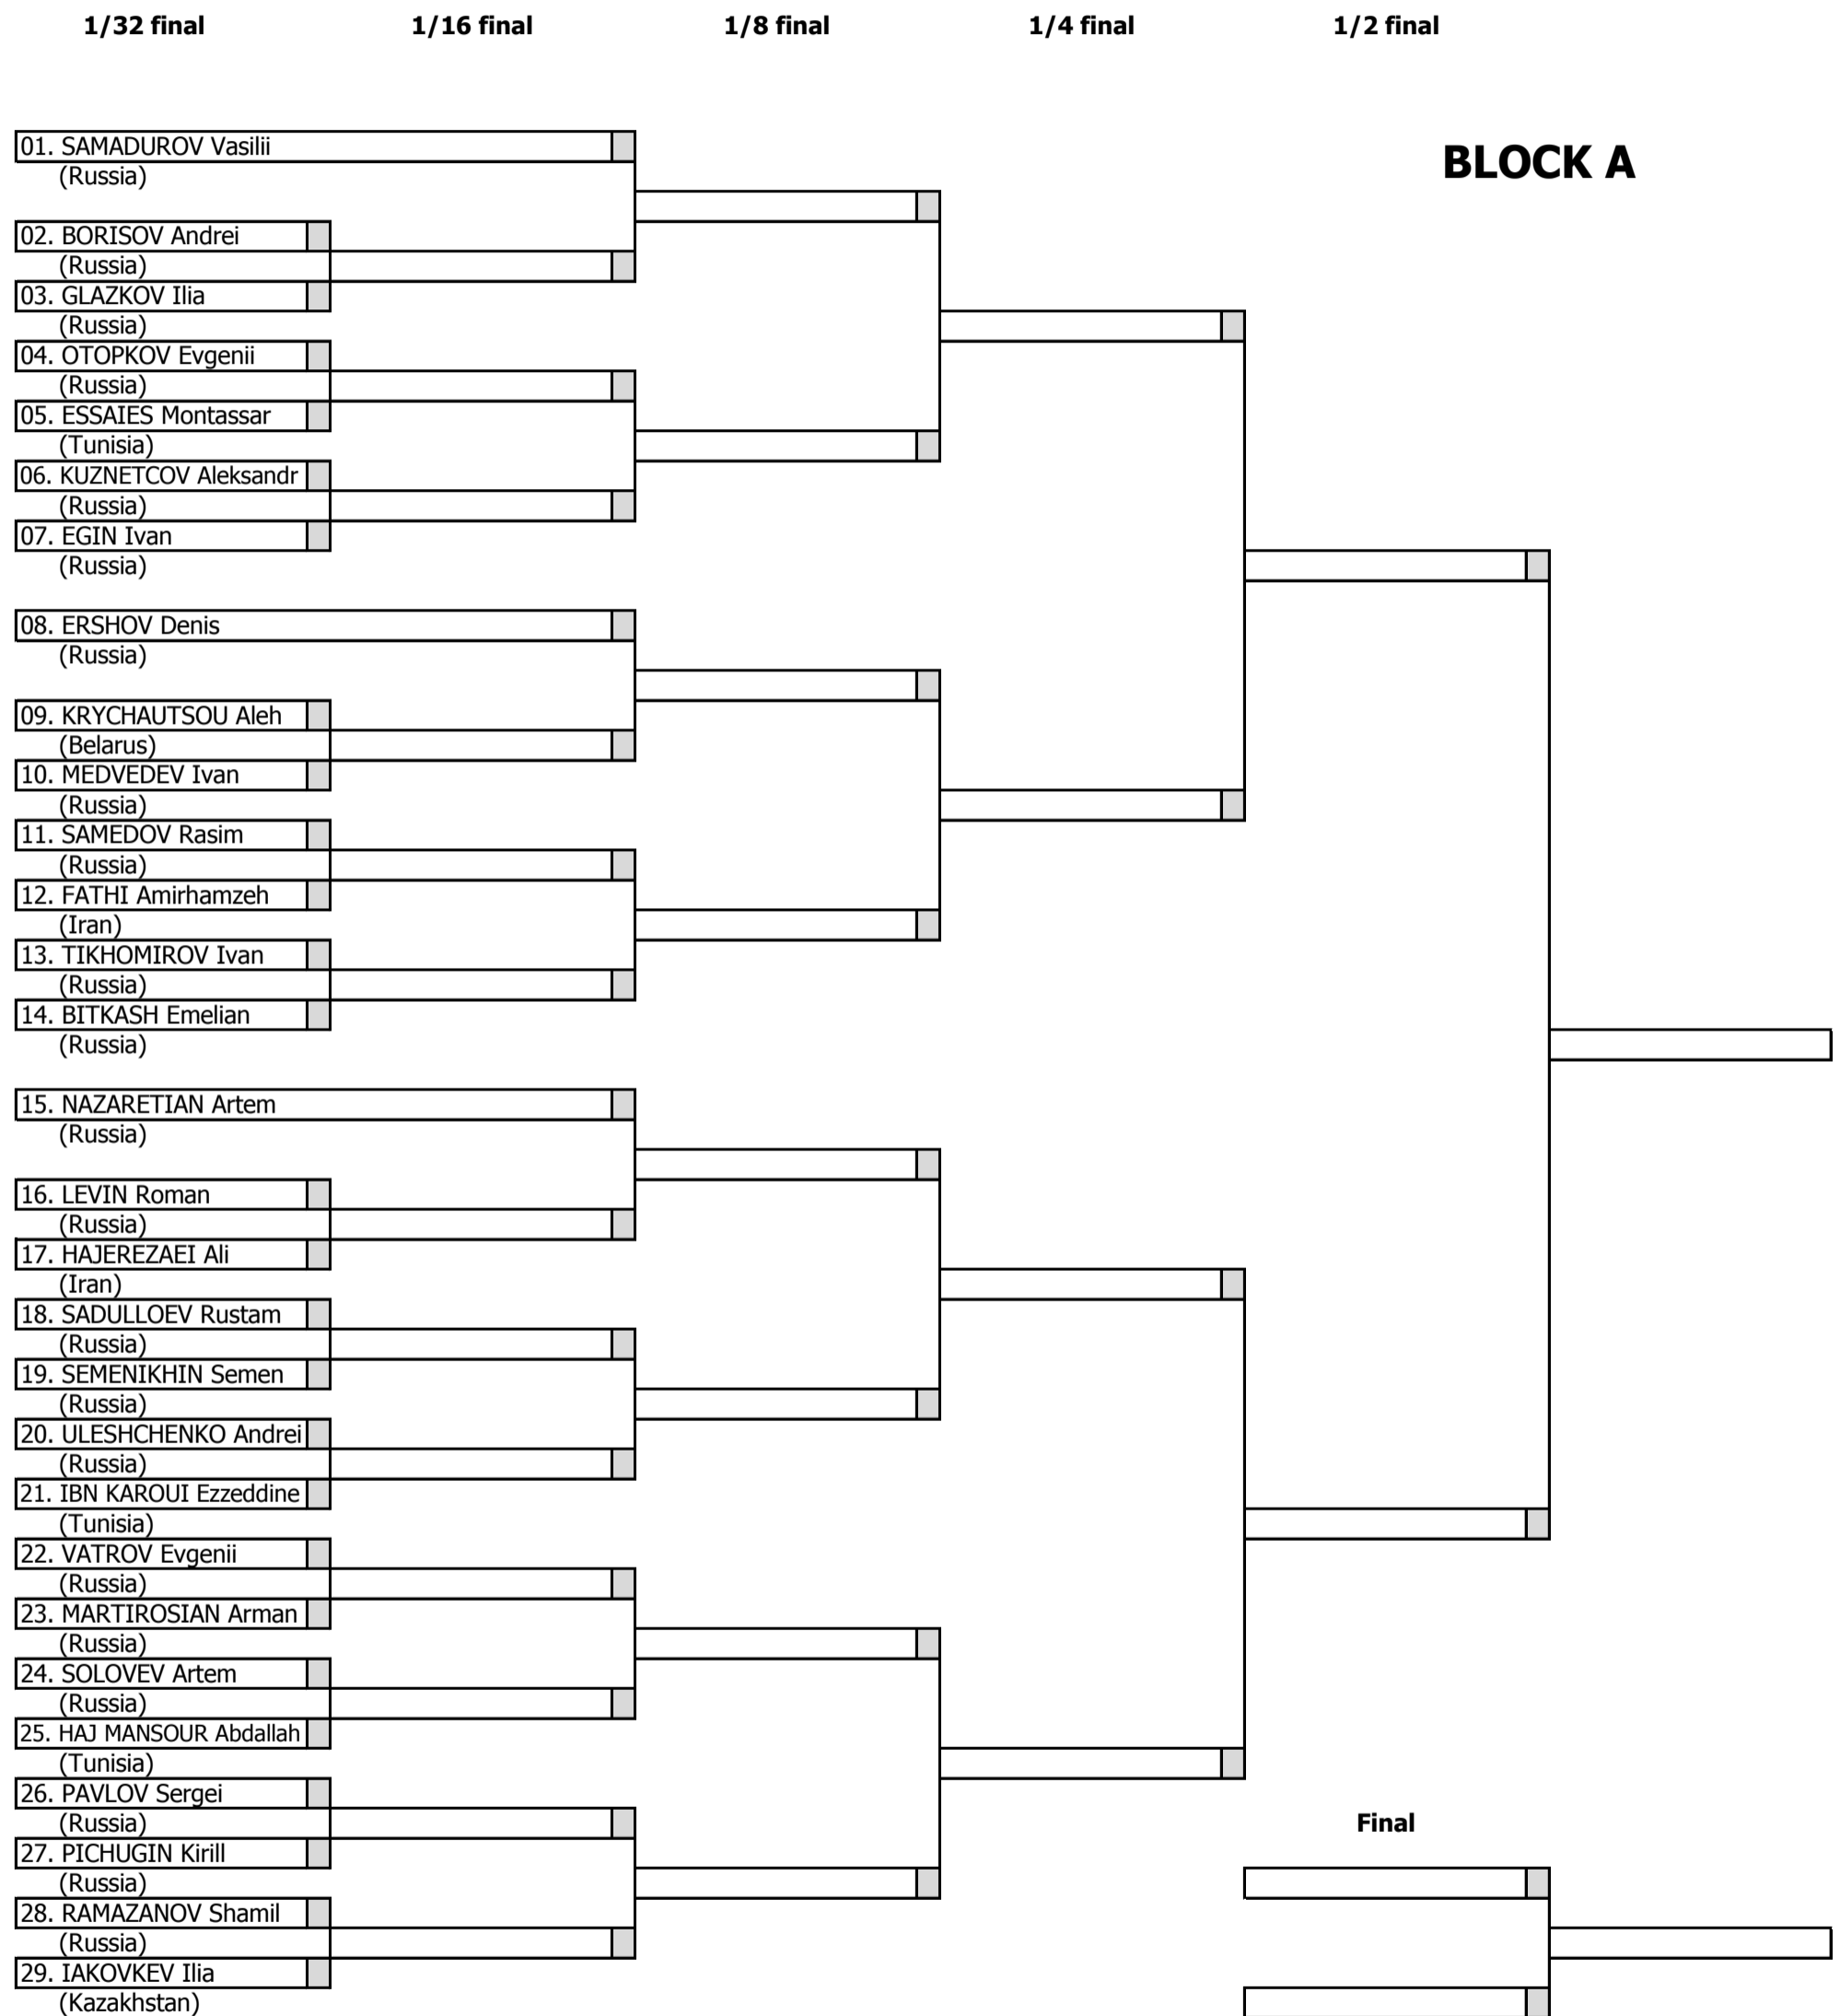 1/32 final 1/16 final 1/8 final 1/4 final 1/2 final
BLOCK A
01. SAMADUROV Vasilii
(Russia)
02. BORISOV Andrei
(Russia)
03. GLAZKOV Ilia
(Russia)
04. OTOPKOV Evgenii
(Russia)
05. ESSAIES Montassar
(Tunisia)
06. KUZNETCOV Aleksandr
(Russia)
07. EGIN Ivan
(Russia)
08. ERSHOV Denis
(Russia)
09. KRYCHAUTSOU Aleh
(Belarus)
10. MEDVEDEV Ivan
(Russia)
11. SAMEDOV Rasim
(Russia)
12. FATHI Amirhamzeh
(Iran)
13. TIKHOMIROV Ivan
(Russia)
14. BITKASH Emelian
(Russia)
15. NAZARETIAN Artem
(Russia)
16. LEVIN Roman
(Russia)
17. HAJEREZAEI Ali
(Iran)
18. SADULLOEV Rustam
(Russia)
19. SEMENIKHIN Semen
(Russia)
20. ULESHCHENKO Andrei
(Russia)
21. IBN KAROUI Ezzeddine
(Tunisia)
22. VATROV Evgenii
(Russia)
23. MARTIROSIAN Arman
(Russia)
24. SOLOVEV Artem
(Russia)
25. HAJ MANSOUR Abdallah
(Tunisia)
26. PAVLOV Sergei
(Russia)
27. PICHUGIN Kirill
(Russia)
28. RAMAZANOV Shamil
(Russia)
29. IAKOVKEV Ilia
(Kazakhstan)
Final